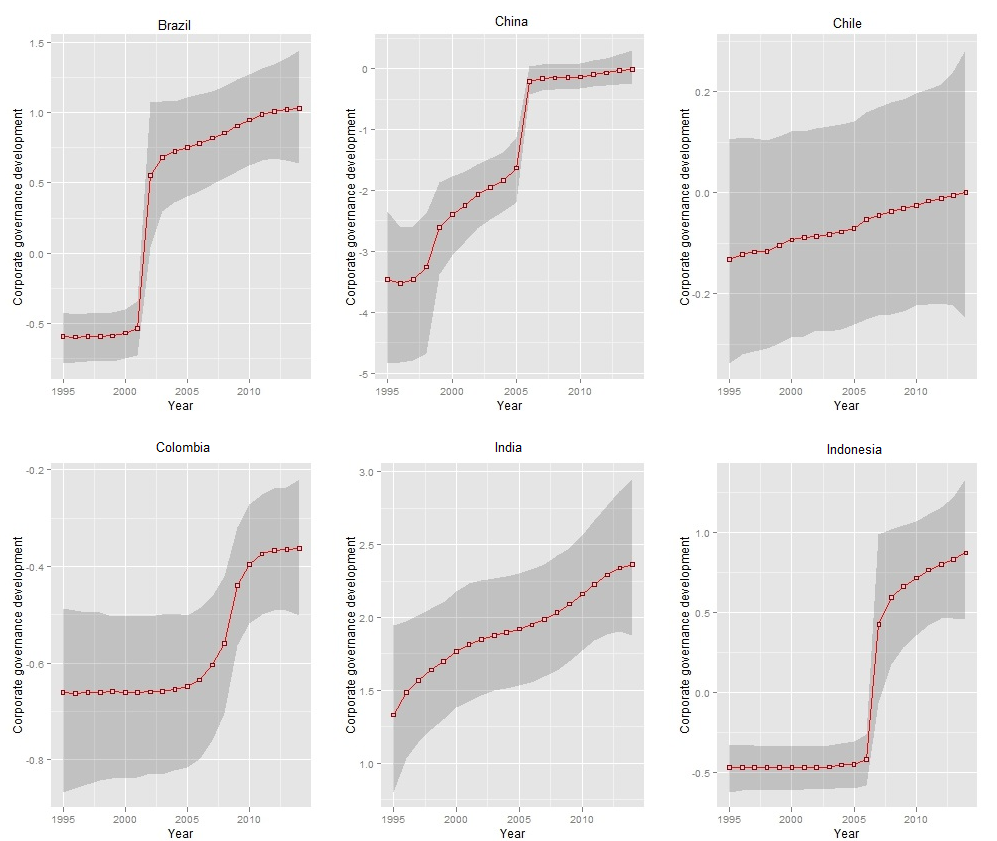 Brazil
Corporate governance development
1.5
1.0
0.5
0.0
-0.5
1995 2000 2005 2010
Year
China
Corporate governance development
0
-1
-2
-3
-4
-5
1995 2000 2005 2010
Year
Chile
Corporate governance development
0.2
0.0
-0.2
1995 2000 2005 2010
Year
Colombia
Corporate governance development
-0.2
-0.4
-0.6
-0.8
1995 2000 2005 2010
Year
India
Corporate governance development
3.0
2.5
2.0
1.5
1.0
1995 2000 2005 2010
Year
Indonesia
Corporate governance development
1.0
0.5
0.0
-0.5
1995 2000 2005 2010
Year